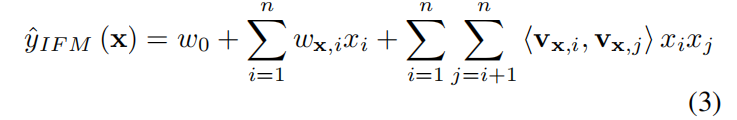 ŷ_{IFM} (x) = w_0 + \sum_{i=1}^{n} w_{x,i} x_i + \sum_{i=1}^{n} \sum_{j=i+1}^{n} ⟨v_{x,i}, v_{x,j}⟩ x_i x_j
(3)